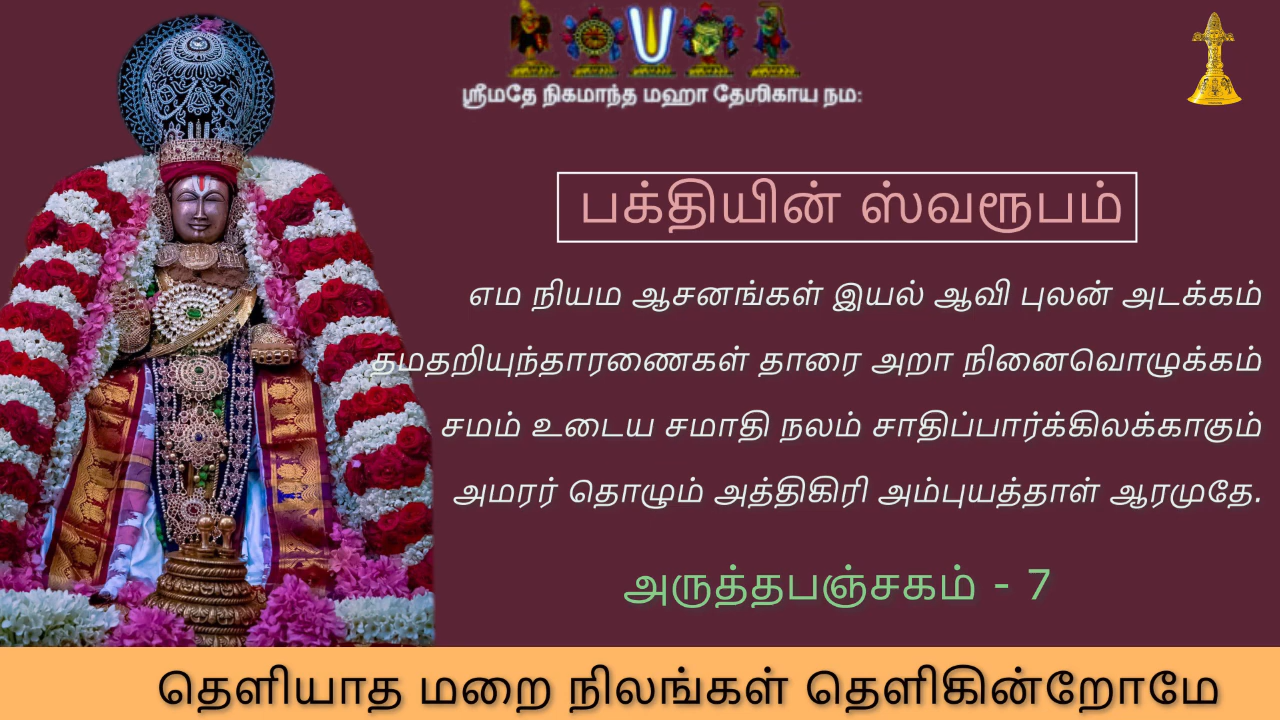 ஸ்ரீமதே நிகமாந்த மஹா தேஶிகாய நம:
பக்தியின் ஸ்வரூபம்
எம நியம ஆசனங்கள் இயல் ஆவி புலன் அடக்கம்
தமதறியுந்தாரணைகள் தாரை அறா நினைவொழுக்கம்
சமம் உடைய சமாதி நலம் சாதிப்பார்க்கிலக்காகும்
அமரர் தொழும் அத்திகிரி அம்புயத்தாள் ஆரமுதே.
அருத்தபஞ்சகம் - 7
தெளியாத மறை நிலங்கள் தெளிகின்றோமே